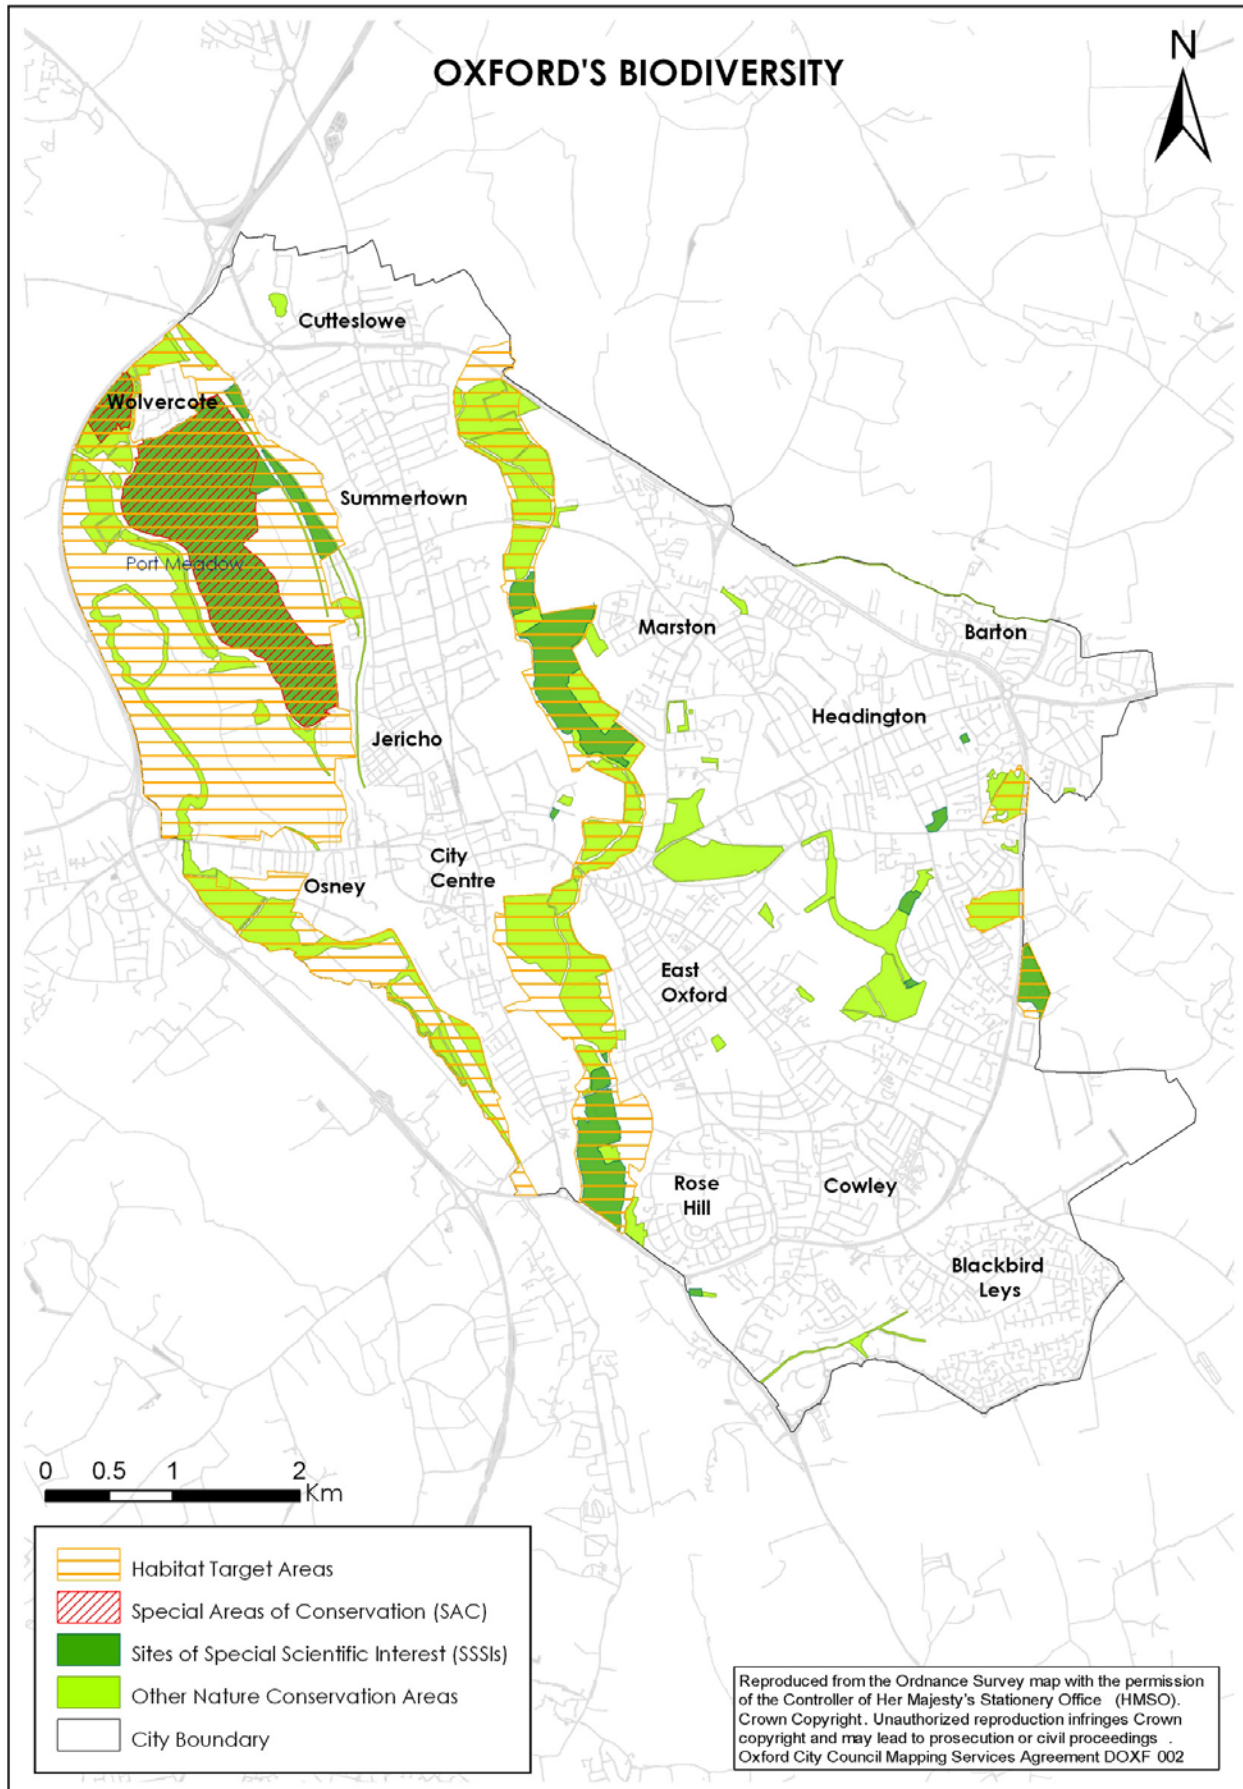 OXFORD'S BIODIVERSITY
N
Cutteslowe
Wolvercote
Summertown
Port Meadow
Marston
Barton
Headington
Jericho
City
Centre
Osney
East
Oxford
Rose
Hill
Cowley
Blackbird
Leys
0 0.5 1 2
Km
Habitat Target Areas
Special Areas of Conservation (SAC)
Sites of Special Scientific Interest (SSSIs)
Other Nature Conservation Areas
City Boundary
Reproduced from the Ordnance Survey map with the permission
of the Controller of Her Majesty's Stationery Office (HMSO).
Crown Copyright. Unauthorized reproduction infringes Crown
copyright and may lead to prosecution or civil proceedings .
Oxford City Council Mapping Services Agreement DOXF 002